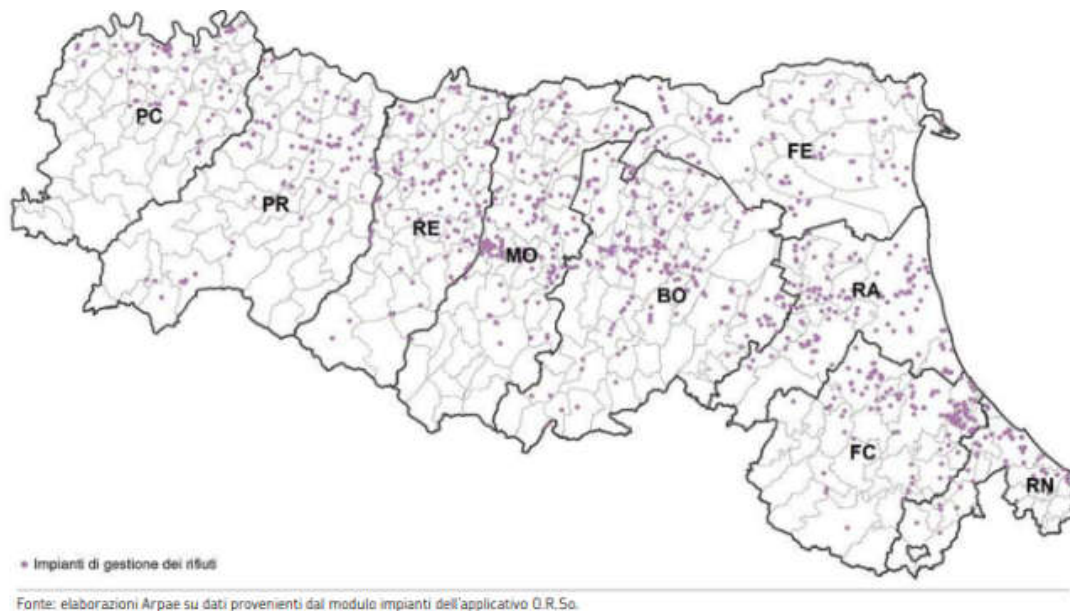 PC
PR
RE
MO
BO
FE
RA
FC
RN
Impianti di gestione dei rifiuti
Fonte: elaborazioni Arpae su dati provenienti dal modulo impianti dell'applicativo O.R.So.